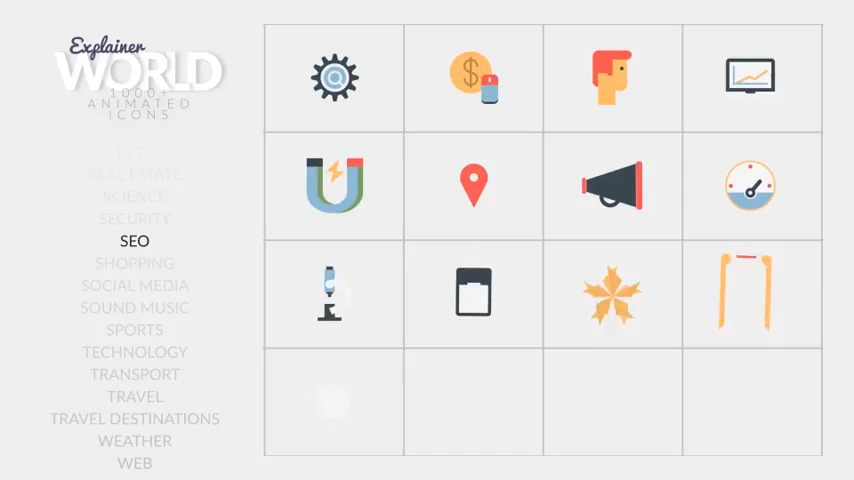 Explainer
WORLD
1000+
ANIMATED
ICONS
REAL ESTATE
SCIENCE
SECURITY
SEO
SHOPPING
SOCIAL MEDIA
SOUND MUSIC
SPORTS
TECHNOLOGY
TRANSPORT
TRAVEL
TRAVEL DESTINATIONS
WEATHER
WEB